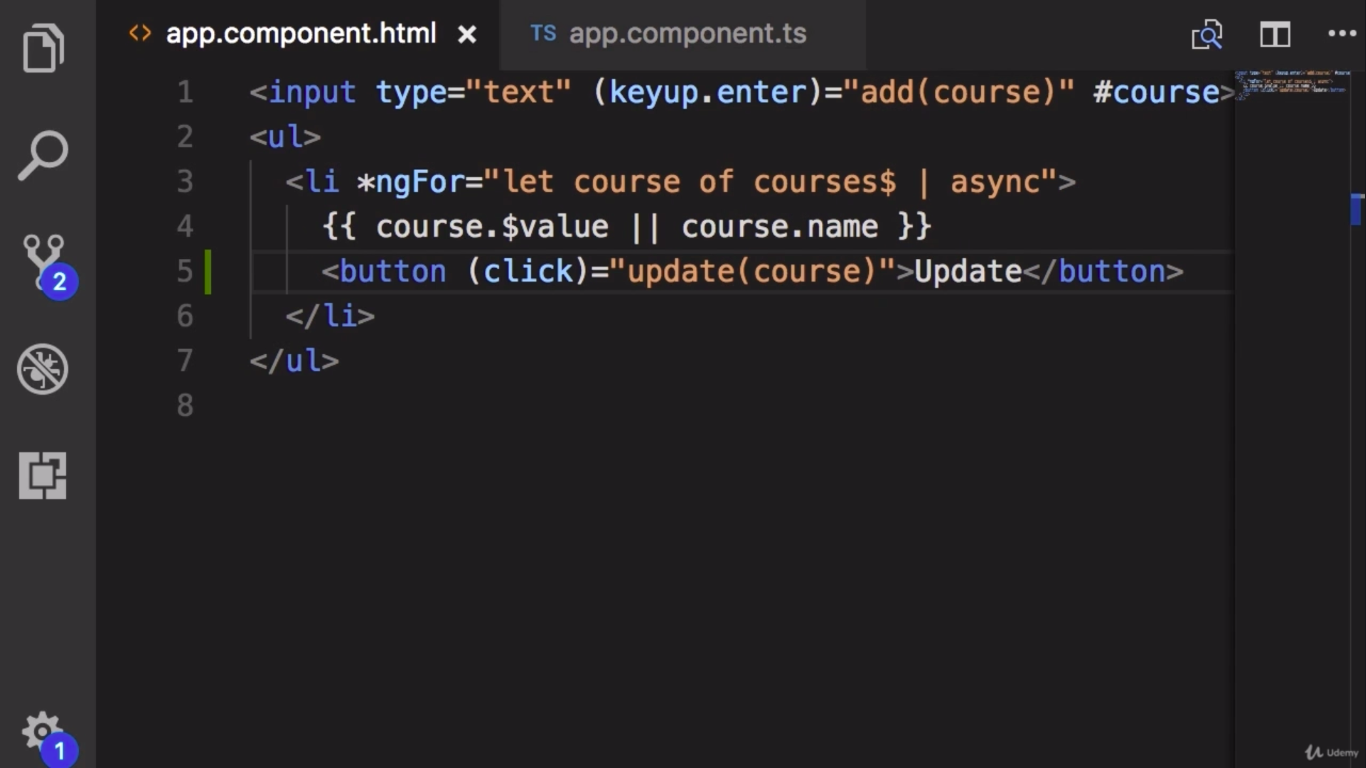 <> app.component.html × TS app.component.ts
1 <input type="text" (keyup.enter)="add(course)" #course>
2 <ul>
3 <li *ngFor="let course of courses$ | async">
4 {{ course.$value || course.name }}
5 <button (click)="update(course)">Update</button>
6 </li>
7 </ul>
8
2
1
Udemy